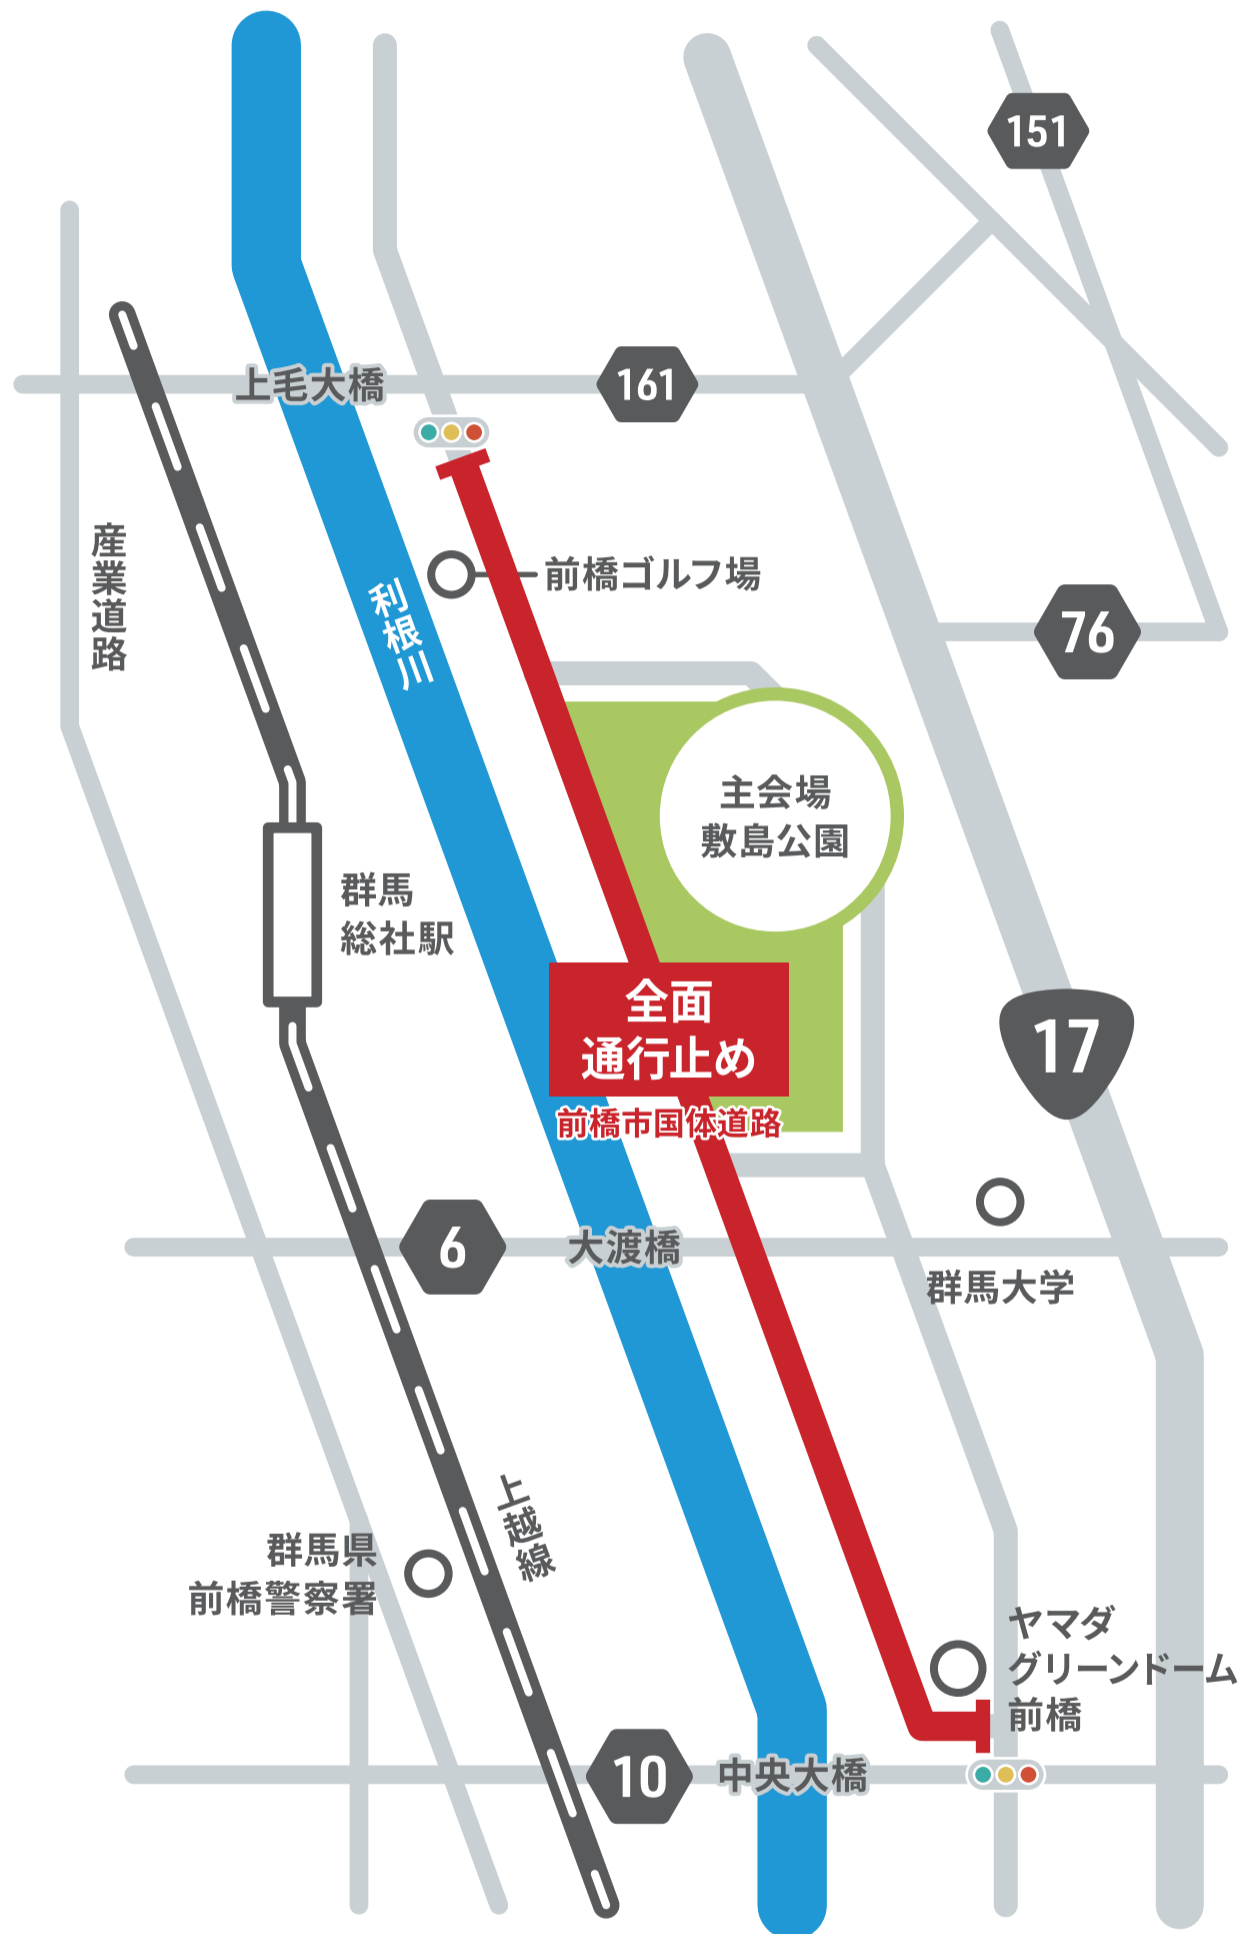 151
上毛大橋
161
産業道路
利根川
前橋ゴルフ場
76
主会場
敷島公園
群馬
総社駅
全面
通行止め
前橋市国体道路
17
6
大渡橋
群馬大学
上越線
群馬県
前橋警察署
ヤマダ
グリーンドーム
前橋
10
中央大橋